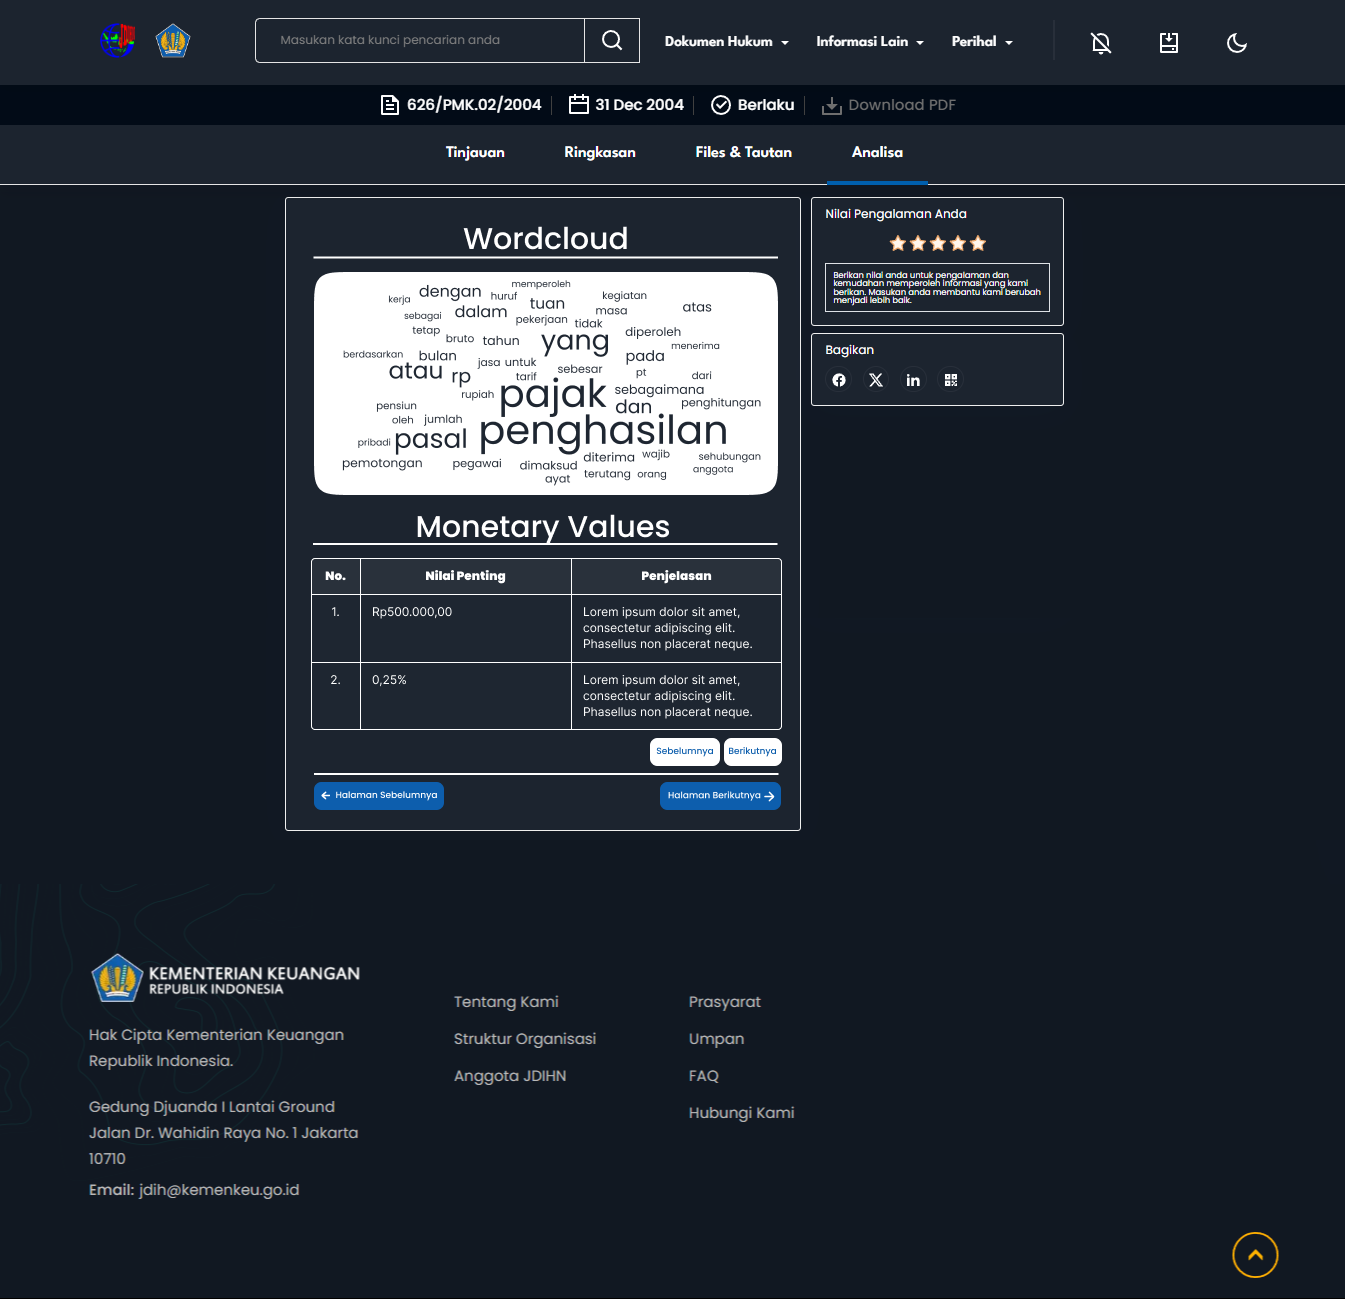 Masukan kata kunci pencarian anda
Dokumen Hukum
Informasi Lain
Perihal
626/PMK.02/2004
31 Dec 2004
Berlaku
Download PDF
Tinjauan
Ringkasan
Files & Tautan
Analisa
Wordcloud
memperoleh
dengan
huruf
kegiatan
kerja
tuan
atas
sebagai
dalam
masa
pekerjaan
tidak
tetap
diperoleh
bruto
tahun
yang
menerima
berdasarkan
bulan
pada
jasa
untuk
atau
rp
sebesar
pt
tarif
dari
rupiah
pajak
sebagaimana
penghitungan
pensiun
dan
oleh
jumlah
penghasilan
pribadi
pasal
wajib
sehubungan
diterima
pemotongan
pegawai
dimaksud
anggota
terutang
orang
ayat
Monetary Values
No.
Nilai Penting
Penjelasan
1.
Rp500.000,00
Lorem ipsum dolor sit amet,
consectetur adipiscing elit.
Phasellus non placerat neque.
2.
0,25%
Lorem ipsum dolor sit amet,
consectetur adipiscing elit.
Phasellus non placerat neque.
Sebelumnya
Berikutnya
Halaman Sebelumnya
Halaman Berikutnya
Nilai Pengalaman Anda
Berikan nilai anda untuk pengalaman dan
kemudahan memperoleh informasi yang kami
berikan. Masukan anda membantu kami berubah
menjadi lebih baik.
Bagikan
KEMENTERIAN KEUANGAN
REPUBLIK INDONESIA
Hak Cipta Kementerian Keuangan
Republik Indonesia.
Gedung Djuanda I Lantai Ground
Jalan Dr. Wahidin Raya No. 1 Jakarta
10710
Email: jdih@kemenkeu.go.id
Tentang Kami
Struktur Organisasi
Anggota JDIHN
Prasyarat
Umpan
FAQ
Hubungi Kami